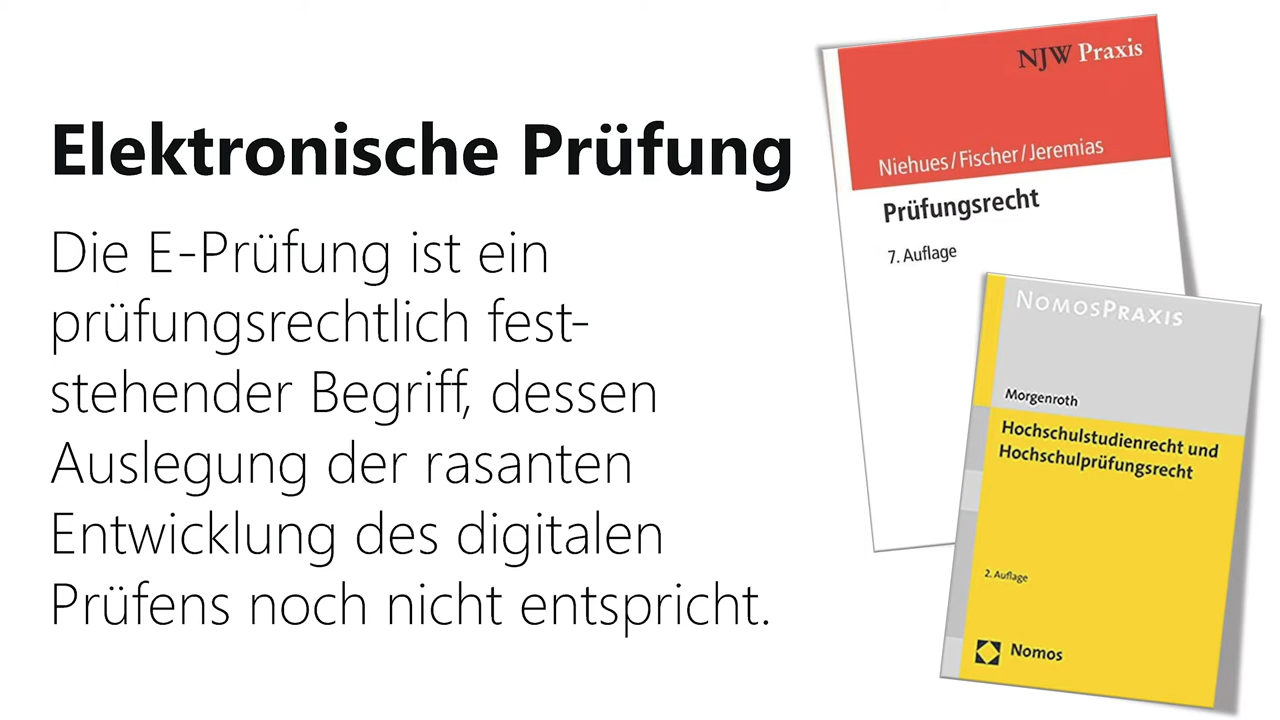 Elektronische Prüfung
Die E-Prüfung ist ein
prüfungsrechtlich fest-
stehender Begriff, dessen
Auslegung der rasanten
Entwicklung des digitalen
Prüfens noch nicht entspricht.
NJW Praxis
Niehues/Fischer/Jeremias
Prüfungsrecht
7. Auflage
NOMOSPRAXIS
Morgenroth
Hochschulstudienrecht und
Hochschulprüfungsrecht
2. Auflage
Nomos